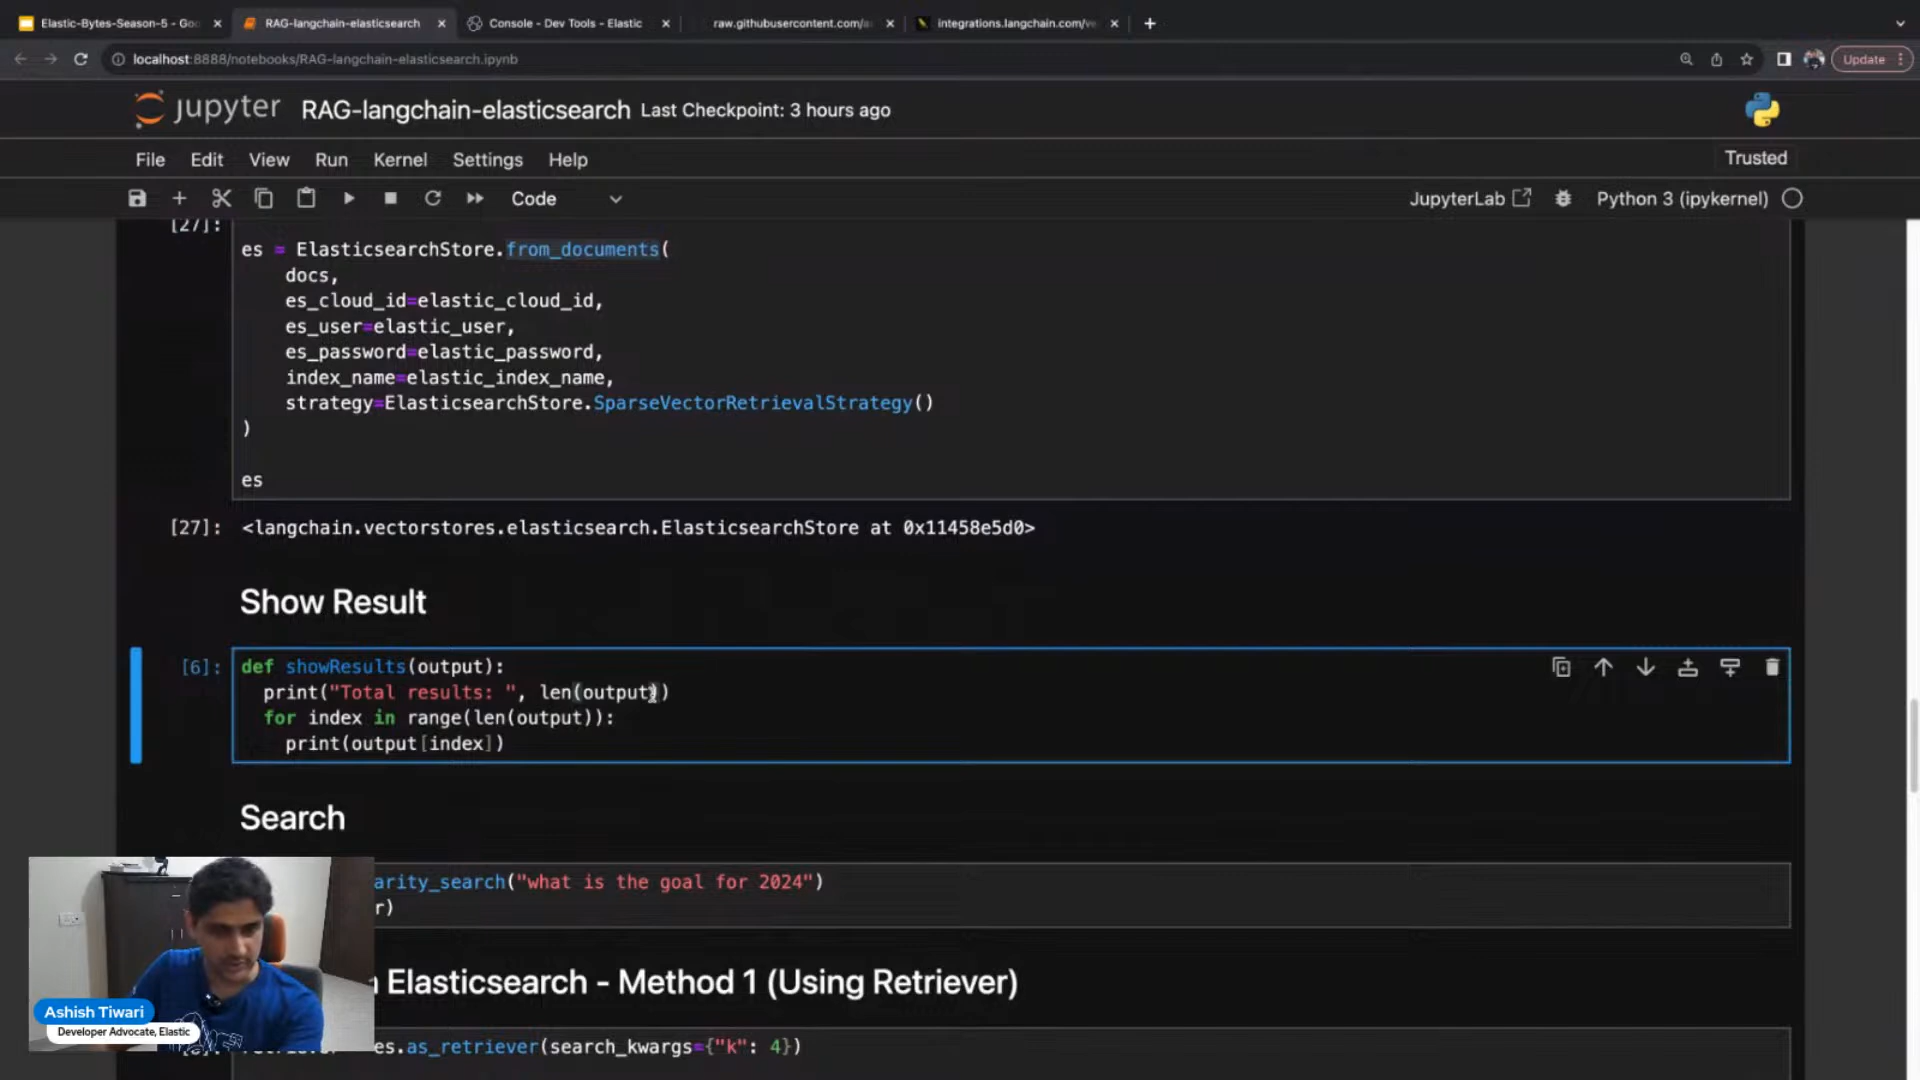 Elastic-Bytes-Season-5 - Goo
RAG-langchain-elasticsearch
Console - Dev Tools - Elastic
raw.githubusercontent.com/a
integrations.langchain.com/ve
localhost:8888/notebooks/RAG-langchain-elasticsearch.ipynb
Update
jupyter RAG-langchain-elasticsearch Last Checkpoint: 3 hours ago
File Edit View Run Kernel Settings Help
Trusted
Code
JupyterLab
Python 3 (ipykernel)
[27]:
es = ElasticsearchStore.from_documents(
docs,
es_cloud_id=elastic_cloud_id,
es_user=elastic_user,
es_password=elastic_password,
index_name=elastic_index_name,
strategy=ElasticsearchStore.SparseVectorRetrievalStrategy()
)
es
[27]: <langchain.vectorstores.elasticsearch.ElasticsearchStore at 0x11458e5d0>
Show Result
[6]: def showResults(output):
print("Total results: ", len(output))
for index in range(len(output)):
print(output[index])
Search
arity_search("what is the goal for 2024")
r)
Elasticsearch - Method 1 (Using Retriever)
es.as_retriever(search_kwargs={"k": 4})
Ashish Tiwari
Developer Advocate, Elastic